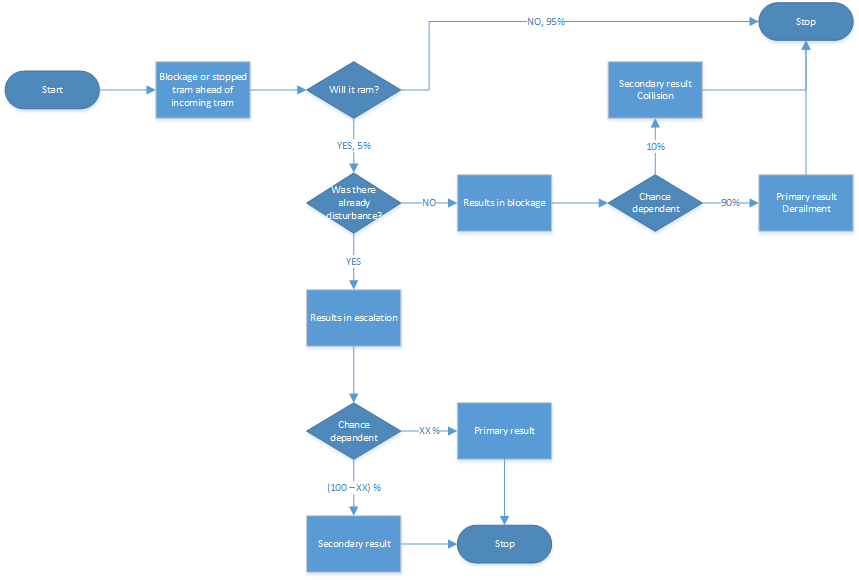 NO, 95%
Stop
Start
Blockage or stopped
tram ahead of
incoming tram
Will it ram?
Secondary result
Collision
YES, 5%
10%
Was there
already
disturbance?
NO
Results in blockage
Chance
dependent
90%
Primary result
Derailment
YES
Results in escalation
Chance
depandent
XX %
Primary result
(100 – XX) %
Secondary result
Stop